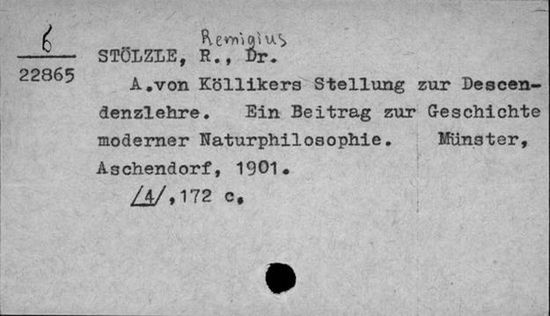 б
22865
Remigius
STÖLZLE, R., Dr.
A.von Köllikers Stellung zur Descen-
denzlehre. Ein Beitrag zur Geschichte
moderner Naturphilosophie. Münster,
Aschendorf, 1901.
/4/,172 c.